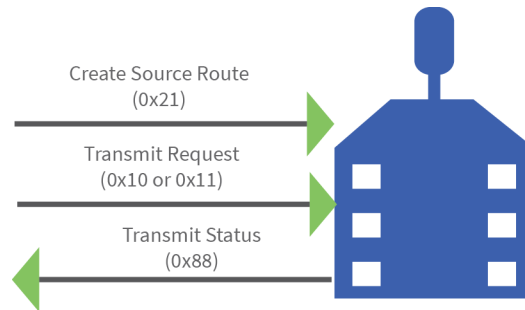 Create Source Route
(0x21)
Transmit Request
(0x10 or 0x11)
Transmit Status
(0x88)